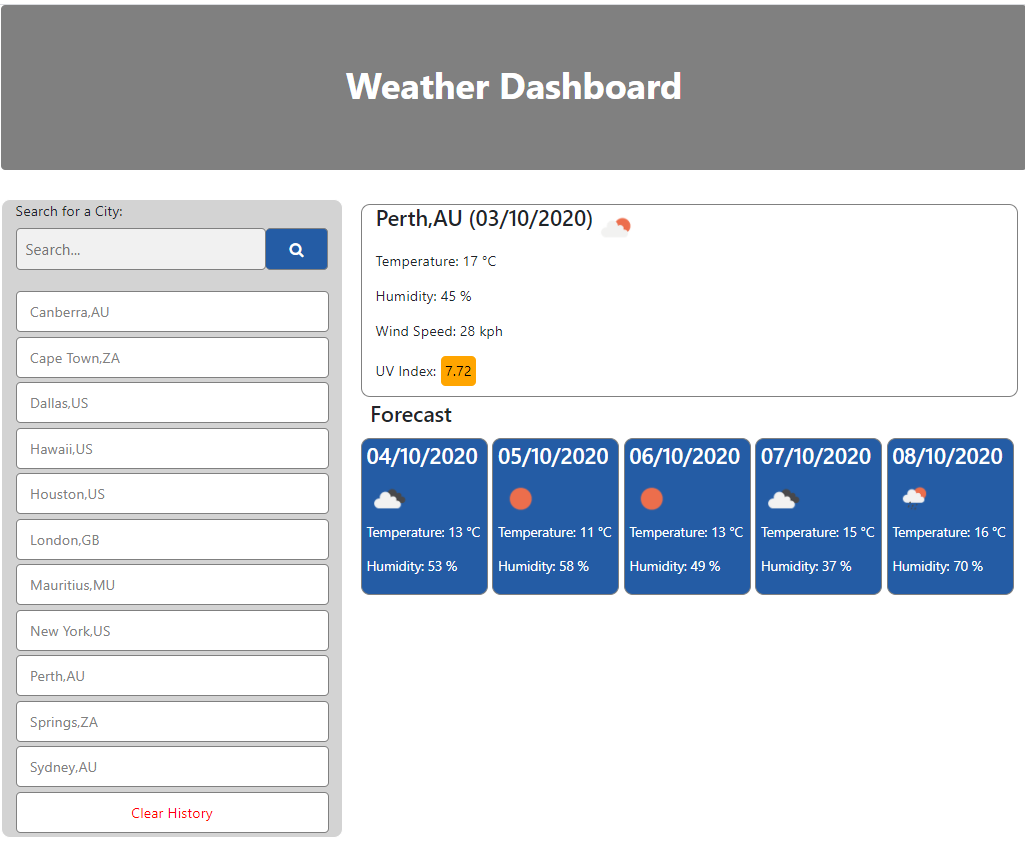 Weather Dashboard
Search for a City:
Search...
Canberra,AU
Cape Town,ZA
Dallas,US
Hawaii,US
Houston,US
London,GB
Mauritius,MU
New York,US
Perth,AU
Springs,ZA
Sydney,AU
Clear History
Perth,AU (03/10/2020)
Temperature: 17 °C
Humidity: 45 %
Wind Speed: 28 kph
UV Index: 7.72
Forecast
04/10/2020
Temperature: 13 °C
Humidity: 53 %
05/10/2020
Temperature: 11 °C
Humidity: 58 %
06/10/2020
Temperature: 13 °C
Humidity: 49 %
07/10/2020
Temperature: 15 °C
Humidity: 37 %
08/10/2020
Temperature: 16 °C
Humidity: 70 %